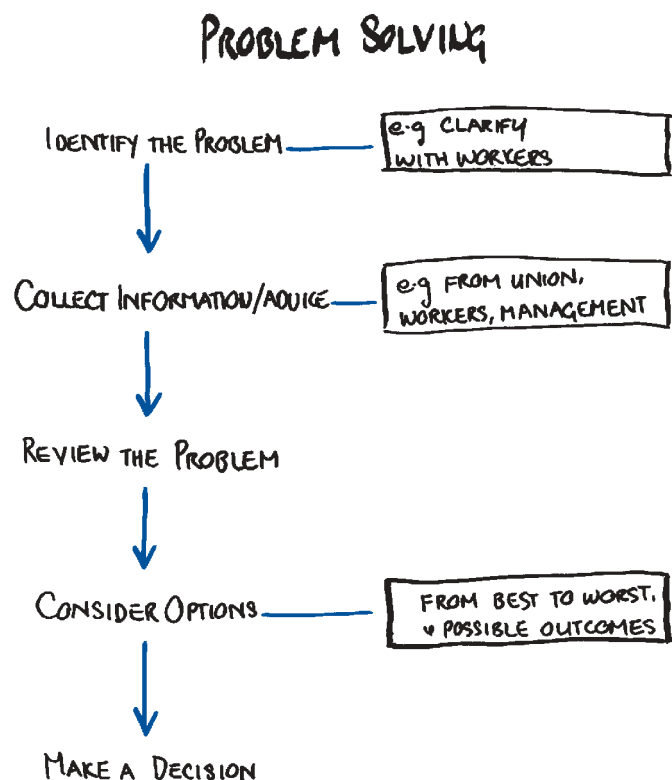 PROBLEM SOLVING
IDENTIFY THE PROBLEM
e.g CLARIFY
WITH WORKERS
COLLECT INFORMATION/ADVICE
e.g FROM UNION,
WORKERS, MANAGEMENT
REVIEW THE PROBLEM
CONSIDER OPTIONS
FROM BEST TO WORST,
& POSSIBLE OUTCOMES
MAKE A DECISION